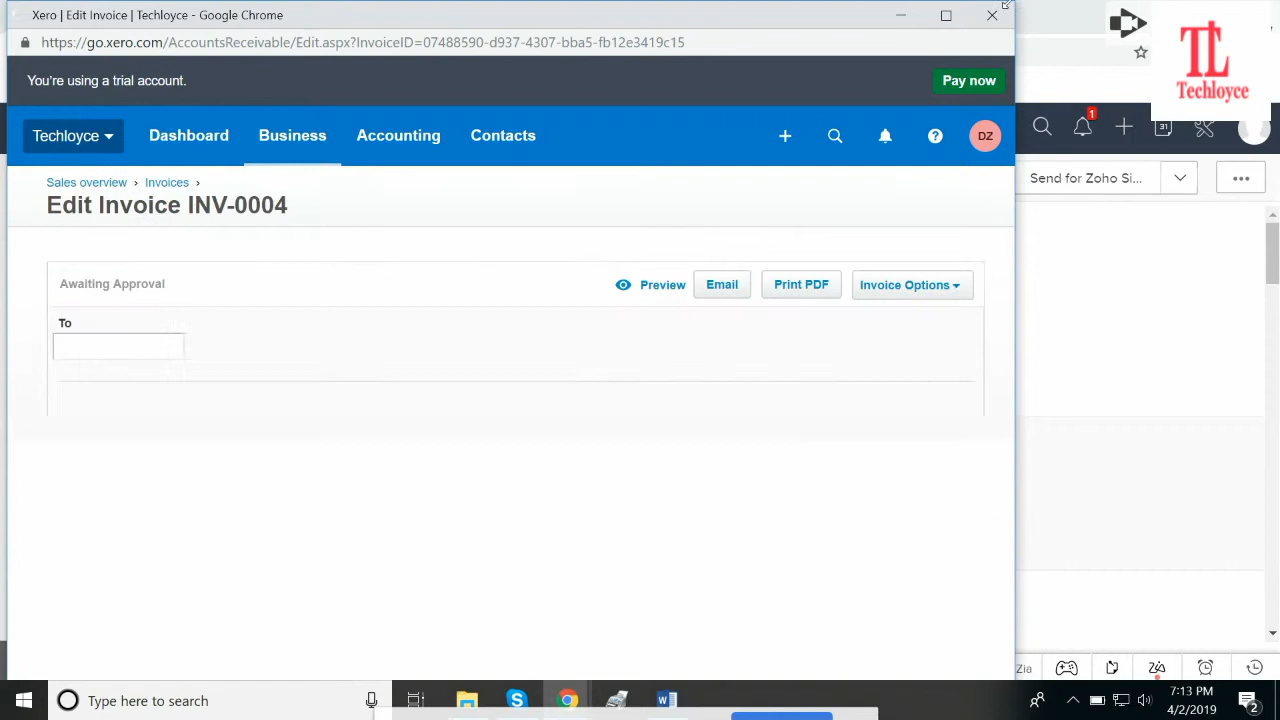 Xero | Edit Invoice | Techloyce - Google Chrome
https://go.xero.com/AccountsReceivable/Edit.aspx?InvoiceID=07488590-d937-4307-bba5-fb12e3419c15
TL
Techloyce
You're using a trial account.
Pay now
Techloyce
Dashboard
Business
Accounting
Contacts
DZ
1
31
Sales overview › Invoices ›
Edit Invoice INV-0004
Send for Zoho Si...
Awaiting Approval
Preview
Email
Print PDF
Invoice Options
To
Zia
Type here to search
7:13 PM
4/2/2019
2